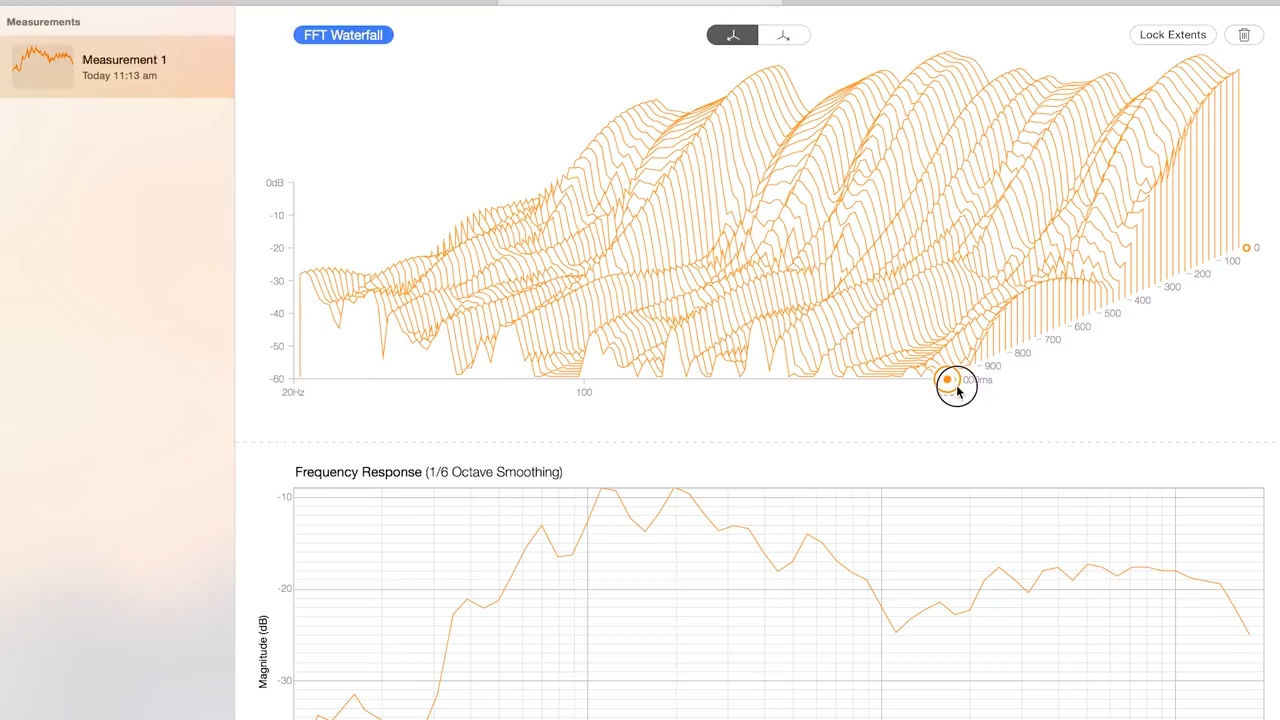 Measurements
Measurement 1
Today 11:13 am
FFT Waterfall
Lock Extents
0dB
-10
-20
-30
-40
-50
-60
20Hz
100
0
100
200
300
400
500
600
700
800
900
000ms
Frequency Response (1/6 Octave Smoothing)
Magnitude (dB)
-10
-20
-30